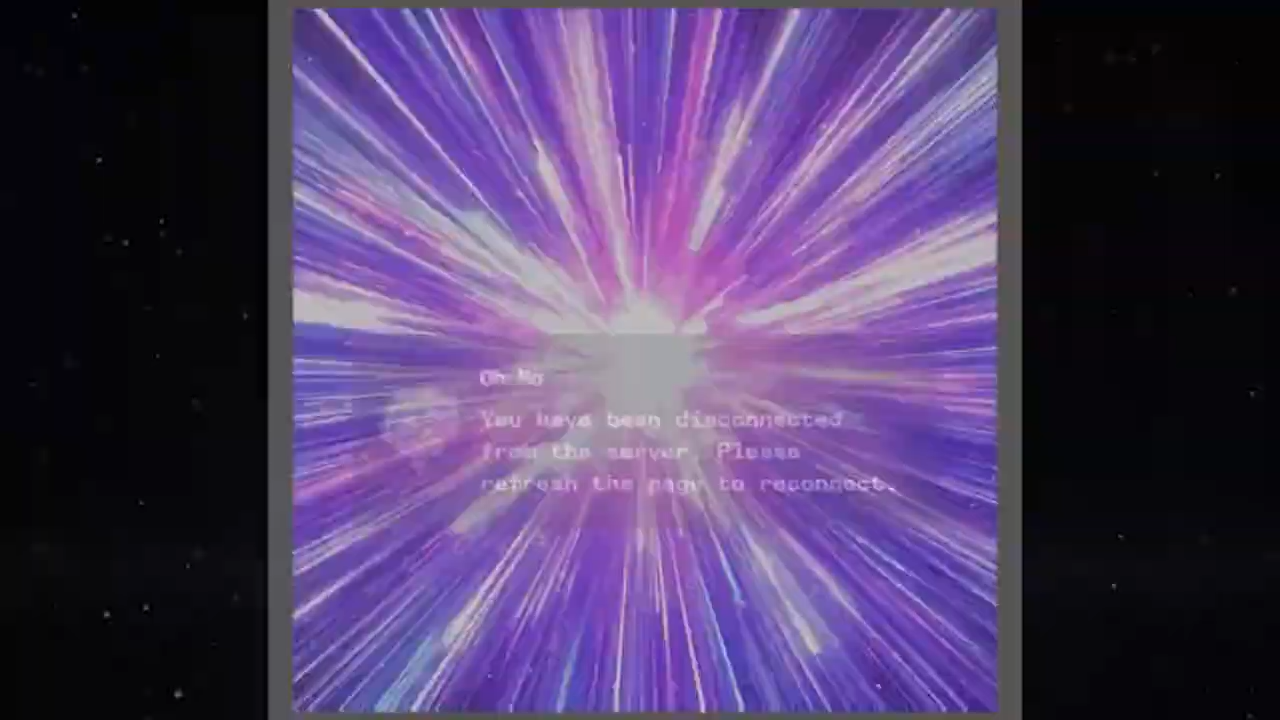 Oh No
You have been disconnected
from the server. Please
refresh the page to reconnect.